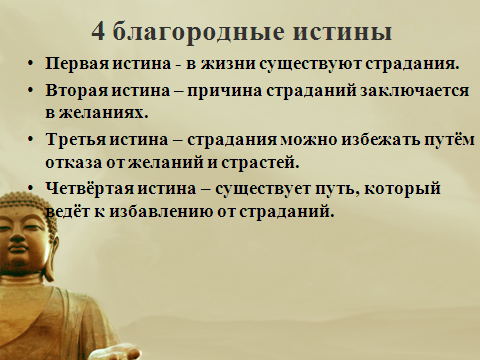 4 благородные истины
• Первая истина - в жизни существуют страдания.
• Вторая истина – причина страданий заключается
в желаниях.
• Третья истина – страдания можно избежать путём
отказа от желаний и страстей.
• Четвёртая истина – существует путь, который
ведёт к избавлению от страданий.